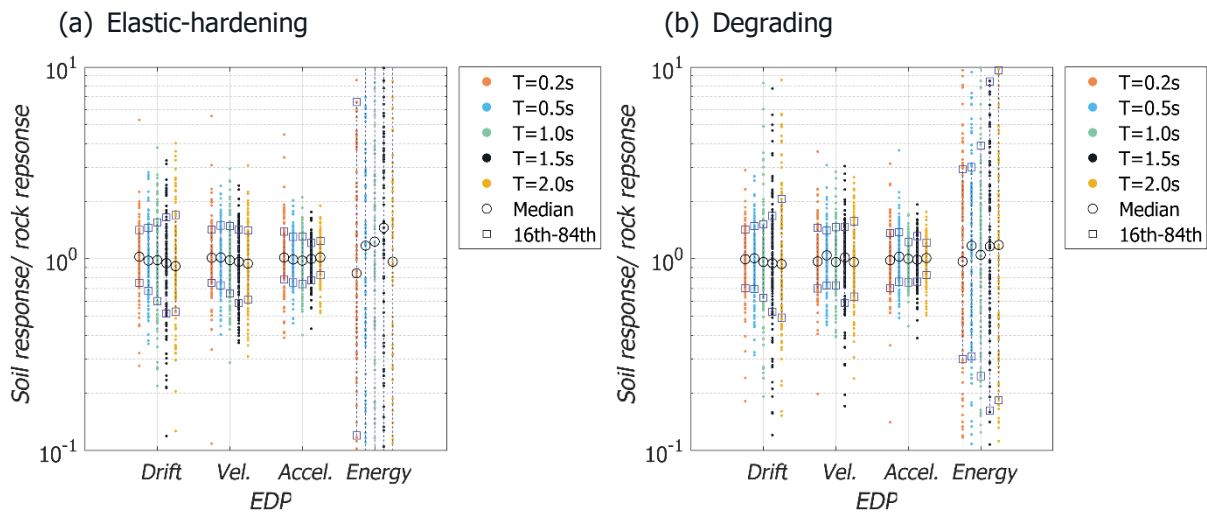 (a) Elastic-hardening
10^1
10^0
10^-1
Soil response/ rock repsonse
Drift Vel. Accel. Energy
EDP
T=0.2s
T=0.5s
T=1.0s
T=1.5s
T=2.0s
Median
16th-84th
(b) Degrading
10^1
10^0
10^-1
Soil response/ rock repsonse
Drift Vel. Accel. Energy
EDP
T=0.2s
T=0.5s
T=1.0s
T=1.5s
T=2.0s
Median
16th-84th